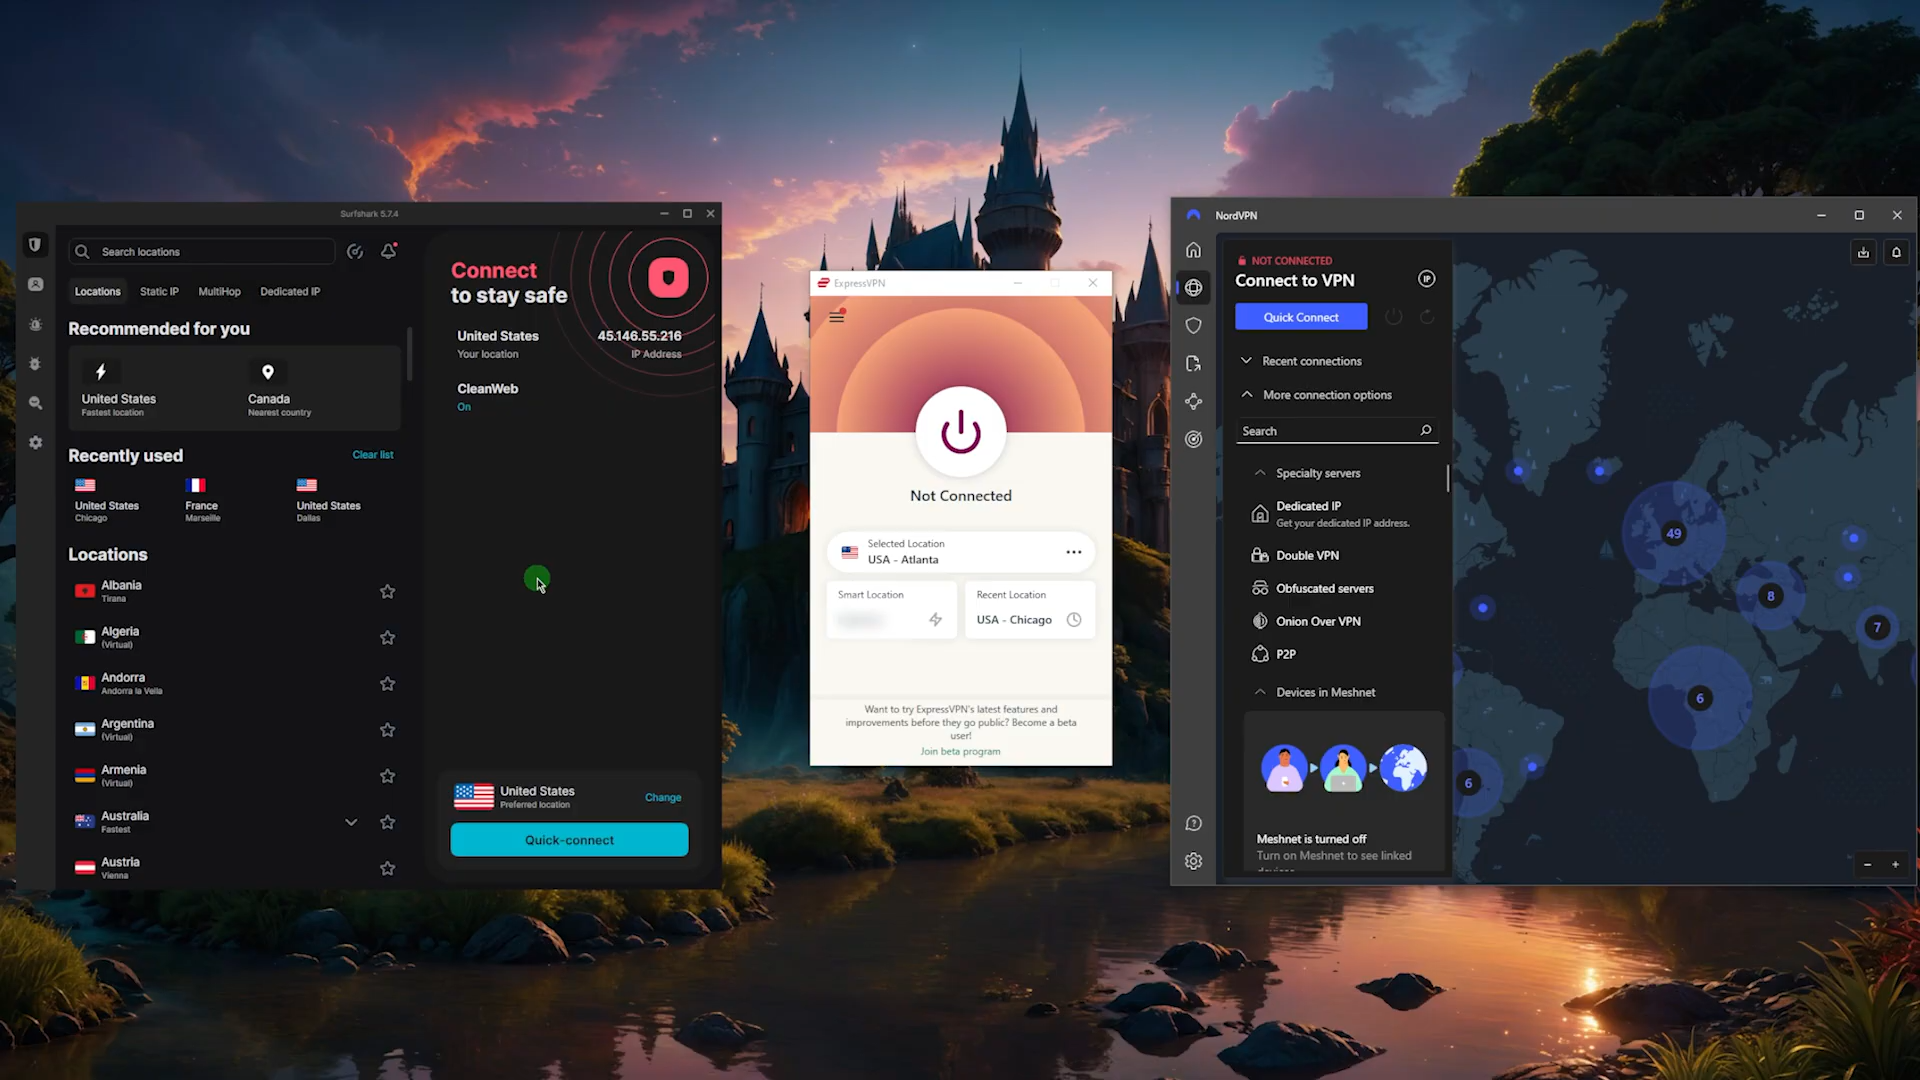 Surfshark 5.7.4
Search locations
Locations
Static IP
MultiHop
Dedicated IP
Recommended for you
United States
Fastest location
Canada
Nearest country
Recently used
Clear list
United States
Chicago
France
Marseille
United States
Dallas
Locations
Albania
Tirana
Algeria
(Virtual)
Andorra
Andorra la Vella
Argentina
(Virtual)
Armenia
(Virtual)
Australia
Fastest
Austria
Vienna
Connect
to stay safe
United States
Your location
45.146.55.216
IP Address
CleanWeb
On
United States
Preferred location
Change
Quick-connect
ExpressVPN
Not Connected
Selected Location
USA - Atlanta
Smart Location
Recent Location
USA - Chicago
Want to try ExpressVPN's latest features and
improvements before they go public? Become a beta
user!
Join beta program
NordVPN
NOT CONNECTED
Connect to VPN
IP
Quick Connect
Recent connections
More connection options
Search
Specialty servers
Dedicated IP
Get your dedicated IP address.
Double VPN
Obfuscated servers
Onion Over VPN
P2P
Devices in Meshnet
Meshnet is turned off
Turn on Meshnet to see linked
49
8
7
6
6